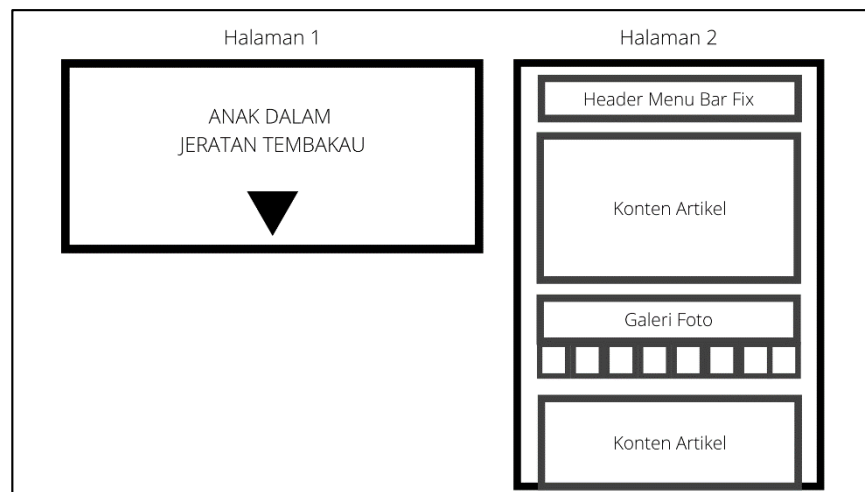 Halaman 1
ANAK DALAM
JERATAN TEMBAKAU
Halaman 2
Header Menu Bar Fix
Konten Artikel
Galeri Foto
Konten Artikel